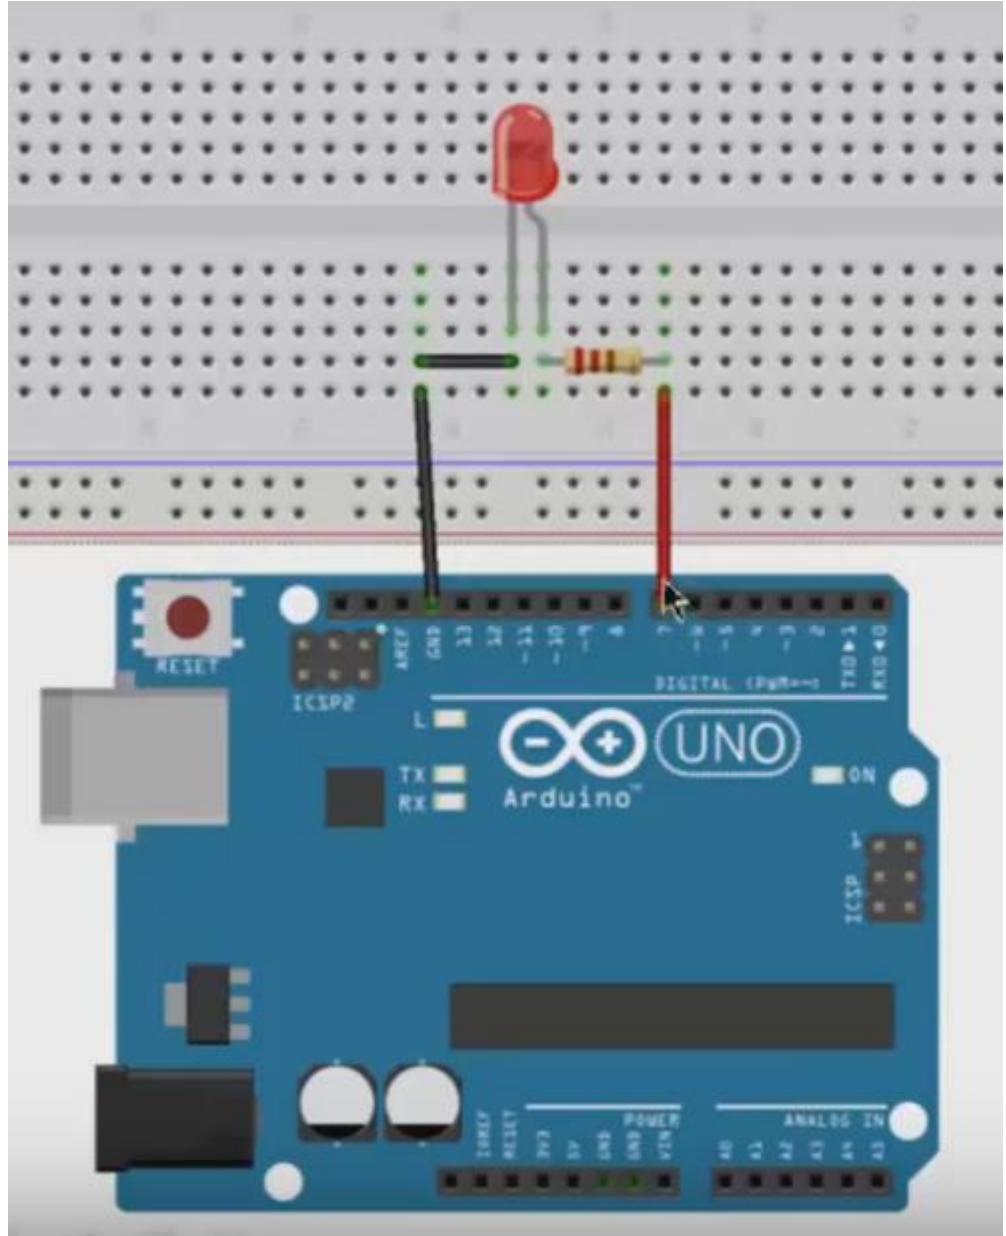 RESET
ICSP2
AREF
GND
13
12
~11
~10
~9
8
7
~6
~5
4
~3
2
TX0▶1
RX0◀0
DIGITAL (PWM=~)
L
TX
RX
UNO
Arduino™
ON
1
ICSP
IOREF
RESET
3V3
5V
GND
GND
VIN
POWER
ANALOG IN
A0
A1
A2
A3
A4
A5